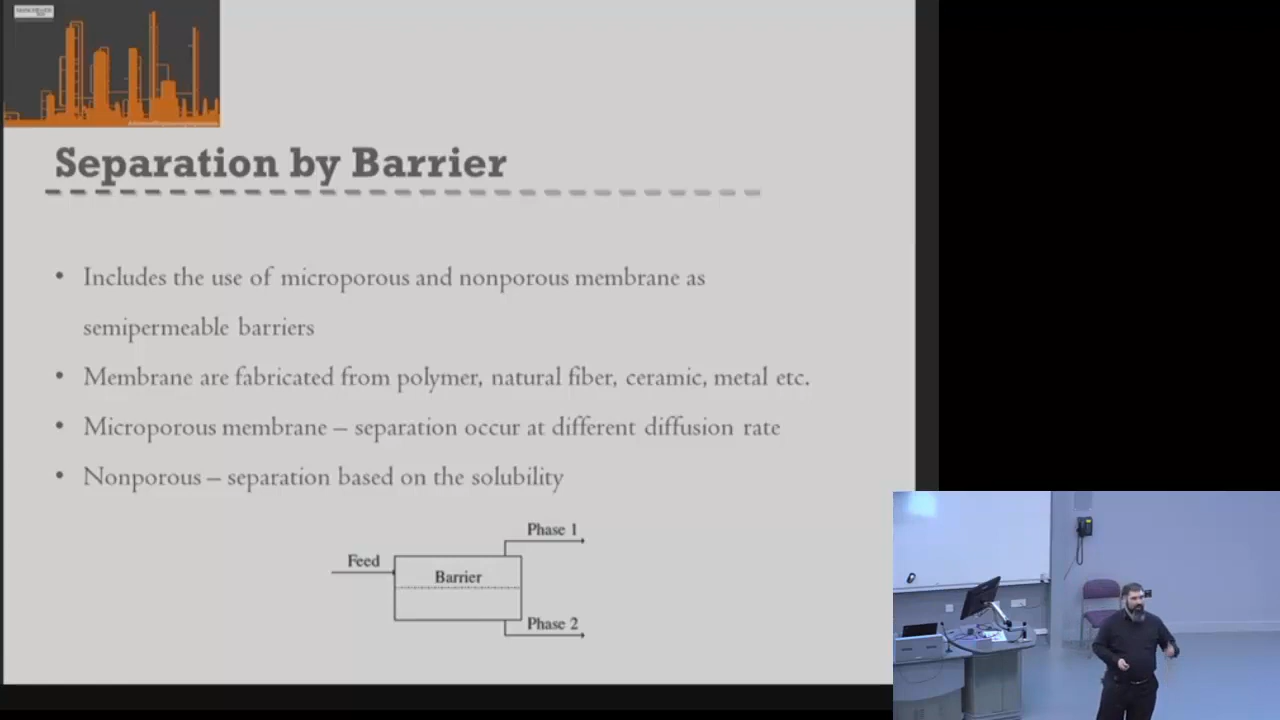 Separation by Barrier
• Includes the use of microporous and nonporous membrane as
semipermeable barriers
• Membrane are fabricated from polymer, natural fiber, ceramic, metal etc.
• Microporous membrane – separation occur at different diffusion rate
• Nonporous – separation based on the solubility
Phase 1
Feed
Barrier
Phase 2